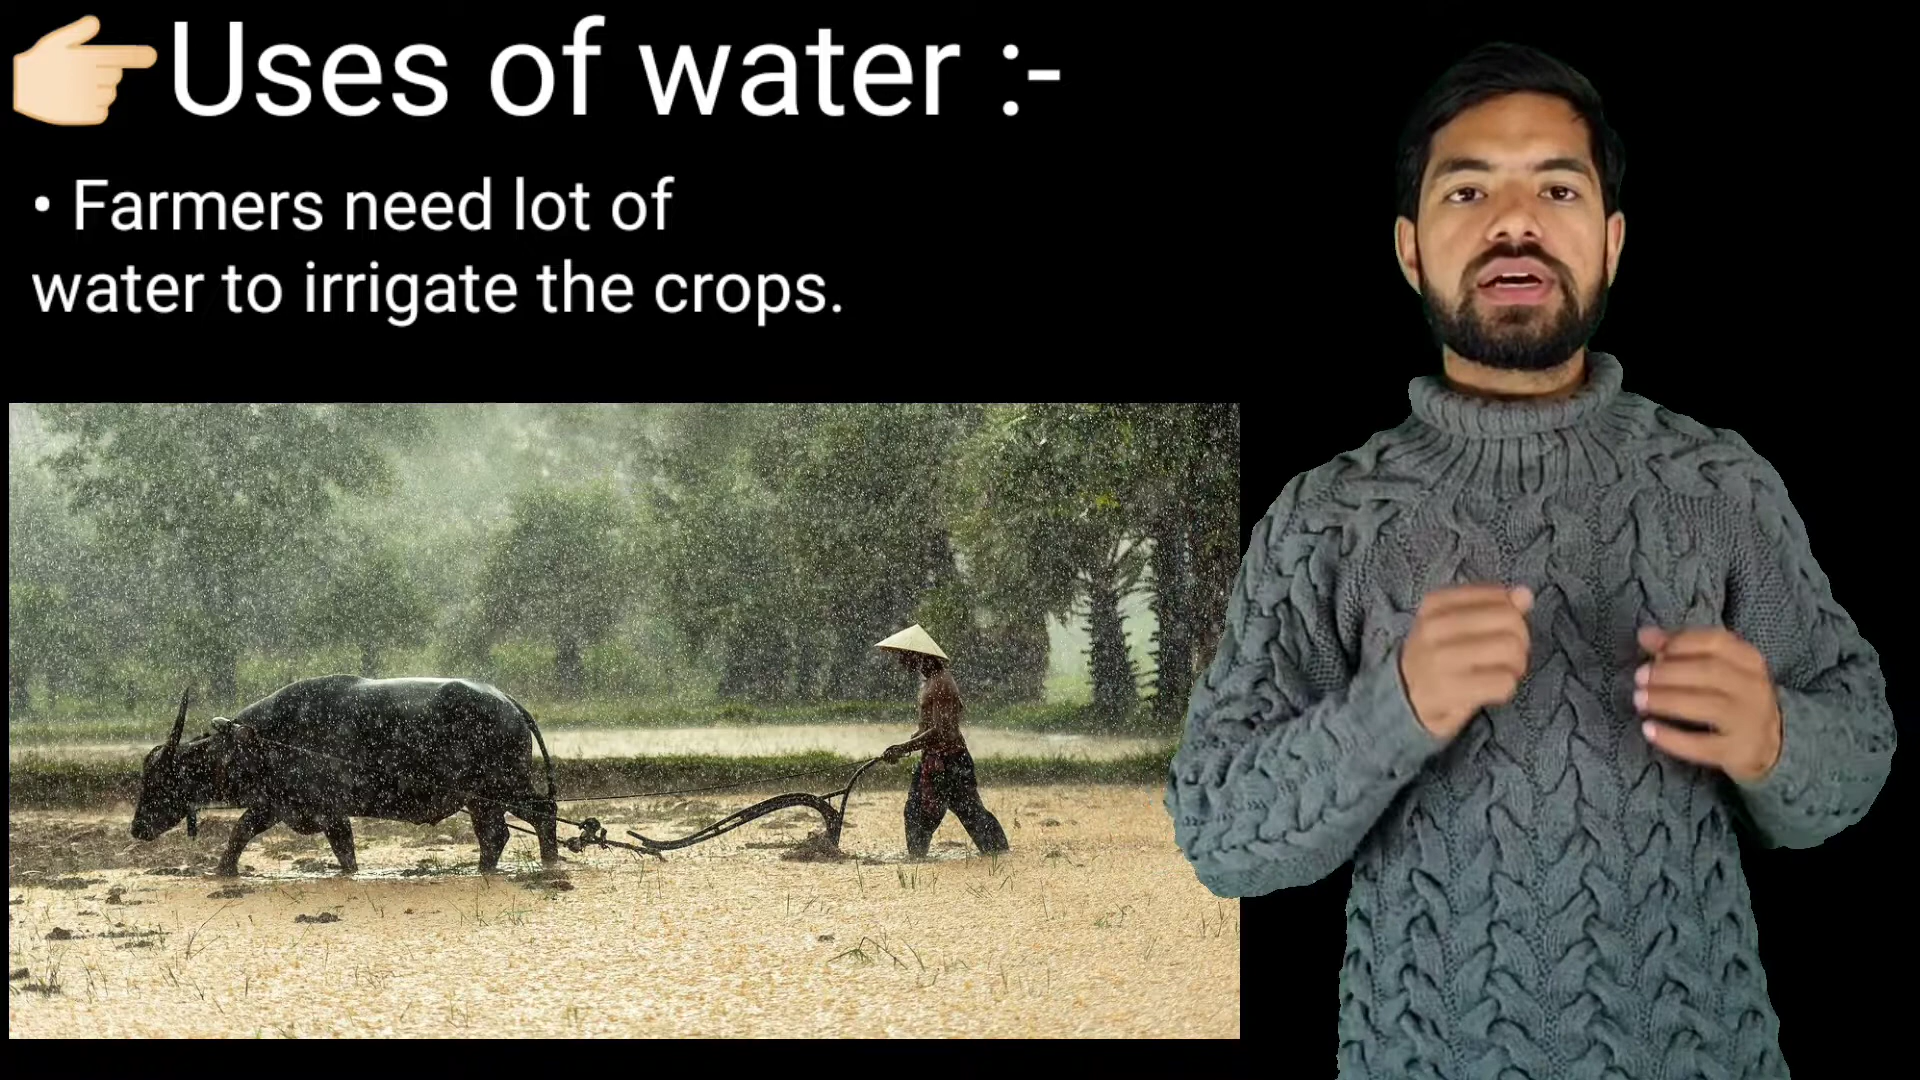 👉🏻Uses of water :-
• Farmers need lot of
water to irrigate the crops.